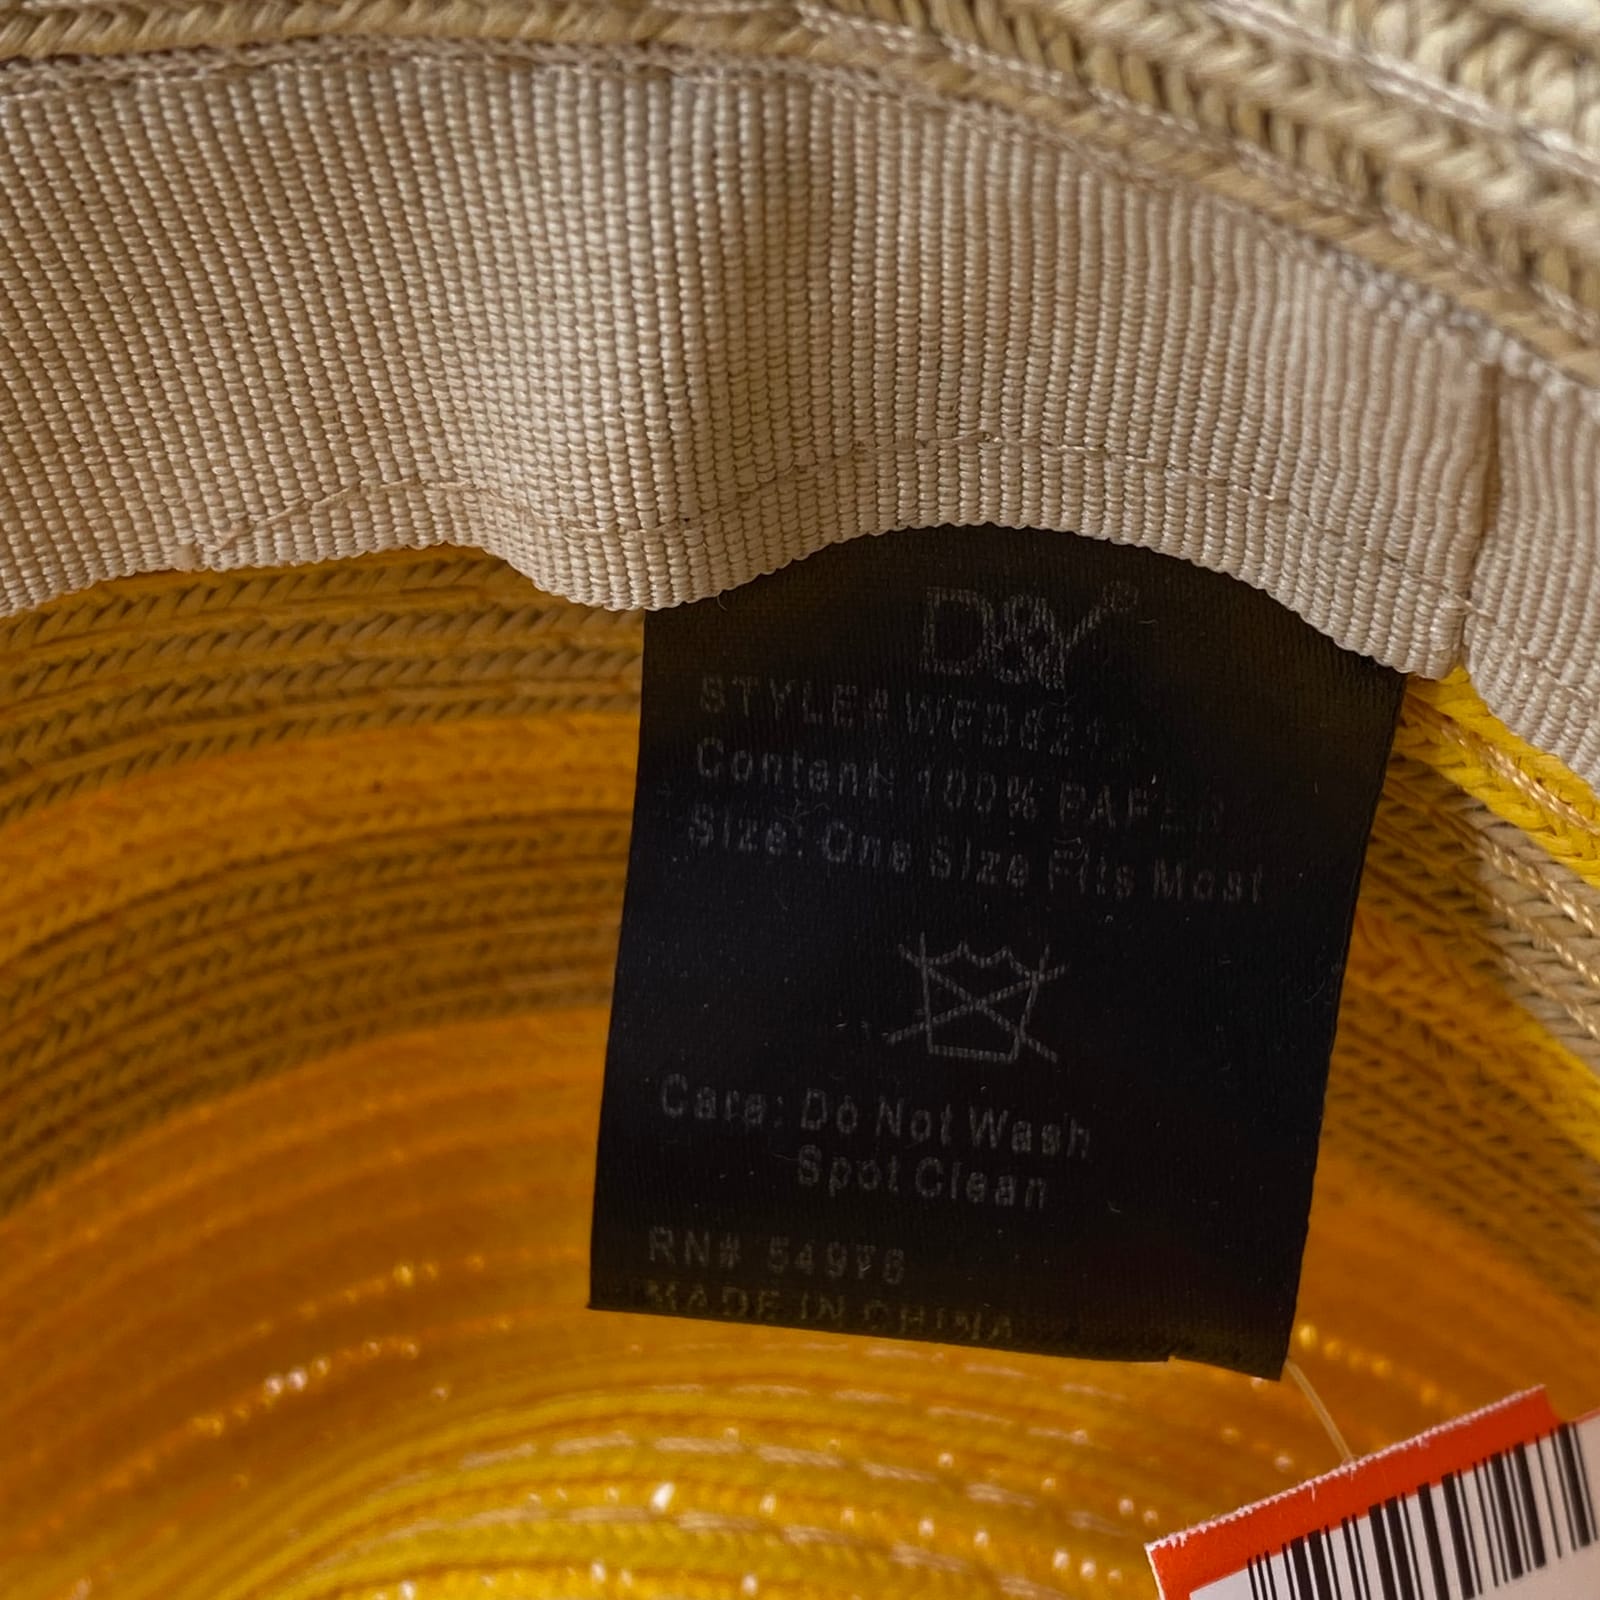 D&Y®
STYLE#
Content: 100% PAPER
Size: One Size Fits Most
Care: Do Not Wash
Spot Clean
RN# 54976
MADE IN CHINA